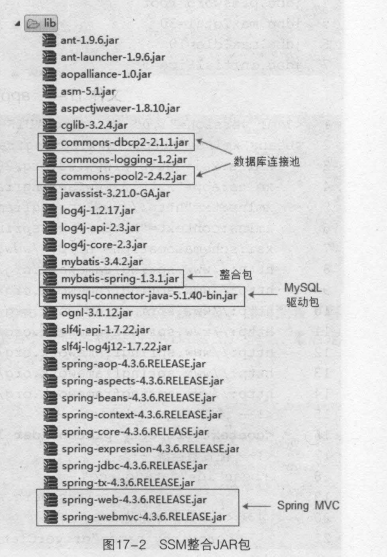 lib
ant-1.9.6.jar
ant-launcher-1.9.6.jar
aopalliance-1.0.jar
asm-5.1.jar
aspectjweaver-1.8.10.jar
cglib-3.2.4.jar
commons-dbcp2-2.1.1.jar
commons-logging-1.2.jar
数据库连接池
commons-pool2-2.4.2.jar
javassist-3.21.0-GA.jar
log4j-1.2.17.jar
log4j-api-2.3.jar
log4j-core-2.3.jar
mybatis-3.4.2.jar
mybatis-spring-1.3.1.jar
整合包
mysql-connector-java-5.1.40-bin.jar
MySQL
驱动包
ognl-3.1.12.jar
slf4j-api-1.7.22.jar
slf4j-log4j12-1.7.22.jar
spring-aop-4.3.6.RELEASE.jar
spring-aspects-4.3.6.RELEASE.jar
spring-beans-4.3.6.RELEASE.jar
spring-context-4.3.6.RELEASE.jar
spring-core-4.3.6.RELEASE.jar
spring-expression-4.3.6.RELEASE.jar
spring-jdbc-4.3.6.RELEASE.jar
spring-tx-4.3.6.RELEASE.jar
spring-web-4.3.6.RELEASE.jar
Spring MVC
spring-webmvc-4.3.6.RELEASE.jar
图17-2 SSM整合JAR包